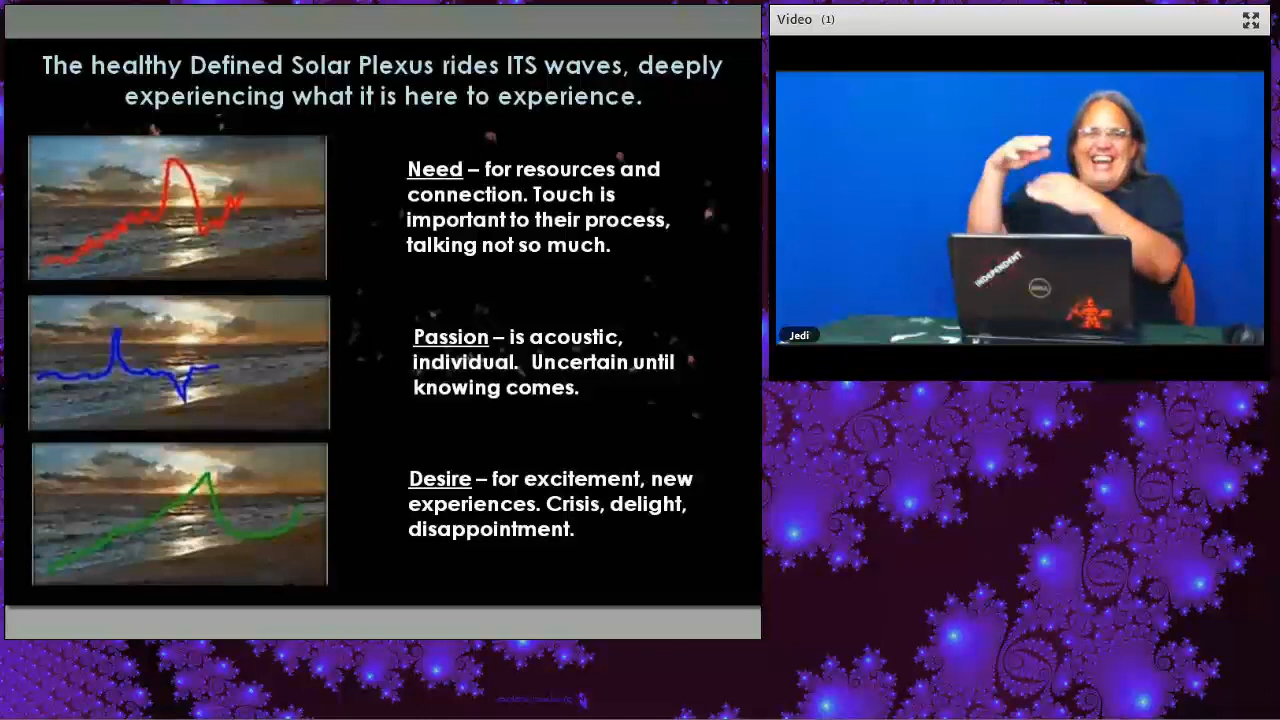 The healthy Defined Solar Plexus rides ITS waves, deeply
experiencing what it is here to experience.
Need – for resources and
connection. Touch is
important to their process,
talking not so much.
Passion – is acoustic,
individual.  Uncertain until
knowing comes.
Desire – for excitement, new
experiences. Crisis, delight,
disappointment.
Video (1)
INDEPENDENT
DELL
Jedi